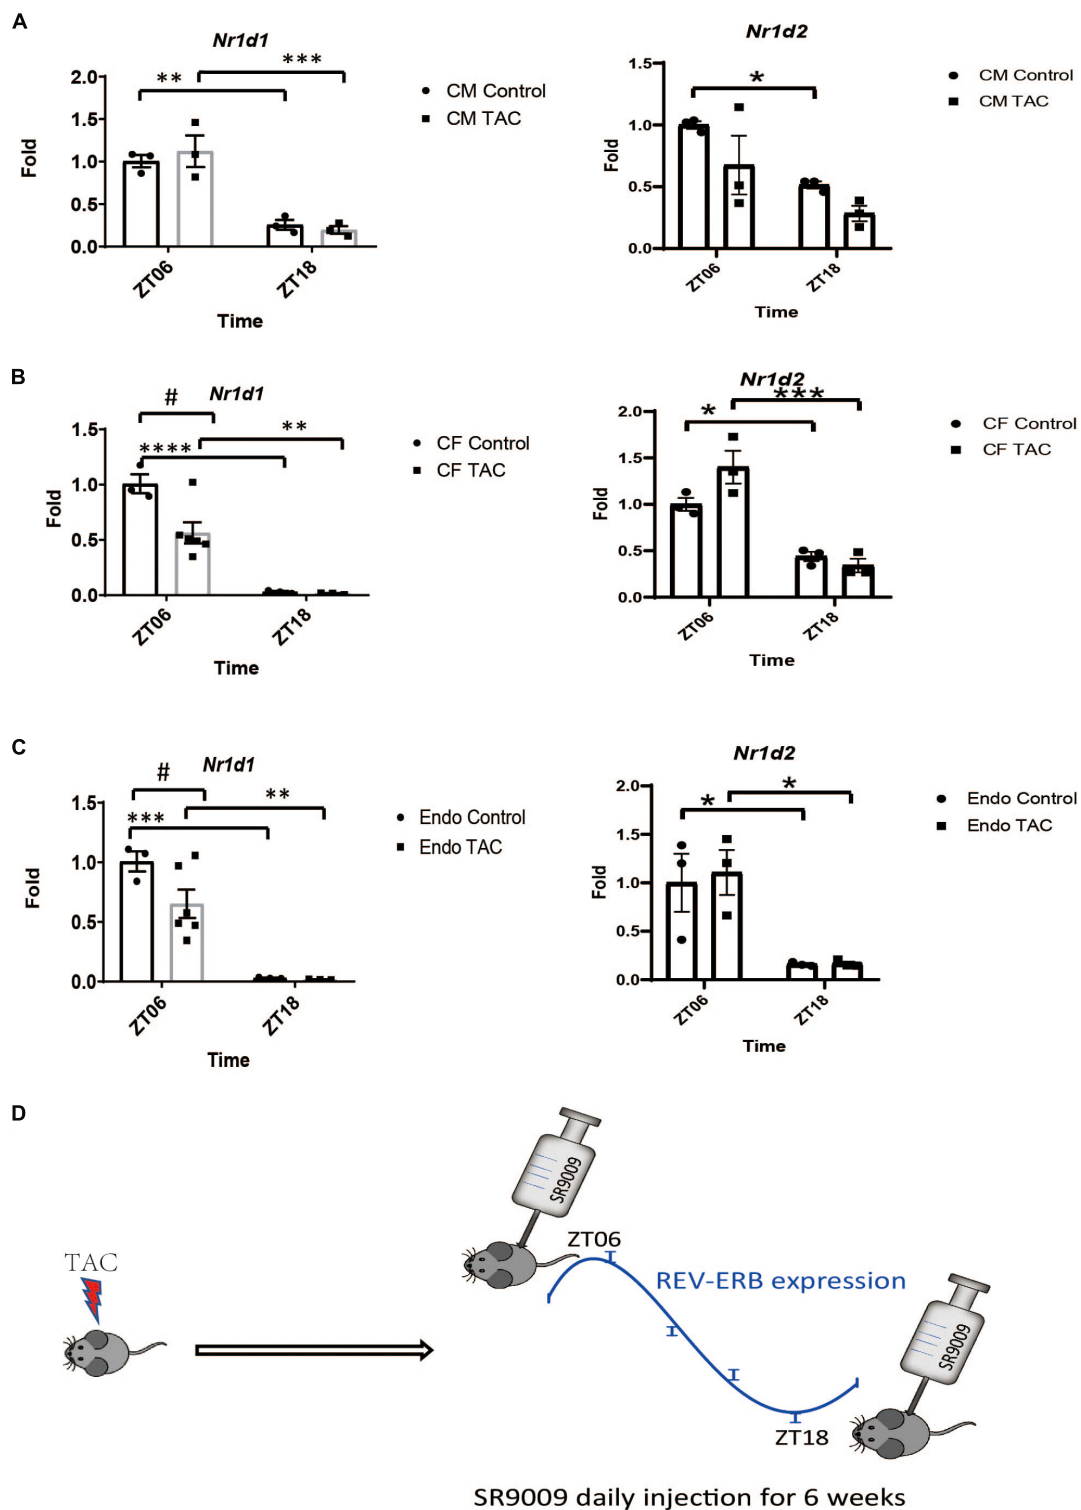 A
Nr1d1
** ***
2.0
1.5
1.0
0.5
0.0
Fold
ZT06
ZT18
Time
CM Control
CM TAC
Nr1d2
*
1.5
1.0
0.5
0.0
Fold
ZT06
ZT18
Time
CM Control
CM TAC
B
Nr1d1
#
**
****
1.5
1.0
0.5
0.0
Fold
ZT06
ZT18
Time
CF Control
CF TAC
Nr1d2
***
*
2.0
1.5
1.0
0.5
0.0
Fold
ZT06
ZT18
Time
CF Control
CF TAC
C
Nr1d1
#
**
***
1.5
1.0
0.5
0.0
Fold
ZT06
ZT18
Time
Endo Control
Endo TAC
Nr1d2
*
*
2.0
1.5
1.0
0.5
0.0
Fold
ZT06
ZT18
Time
Endo Control
Endo TAC
D
TAC
SR9009
ZT06
REV-ERB expression
SR9009
ZT18
SR9009 daily injection for 6 weeks